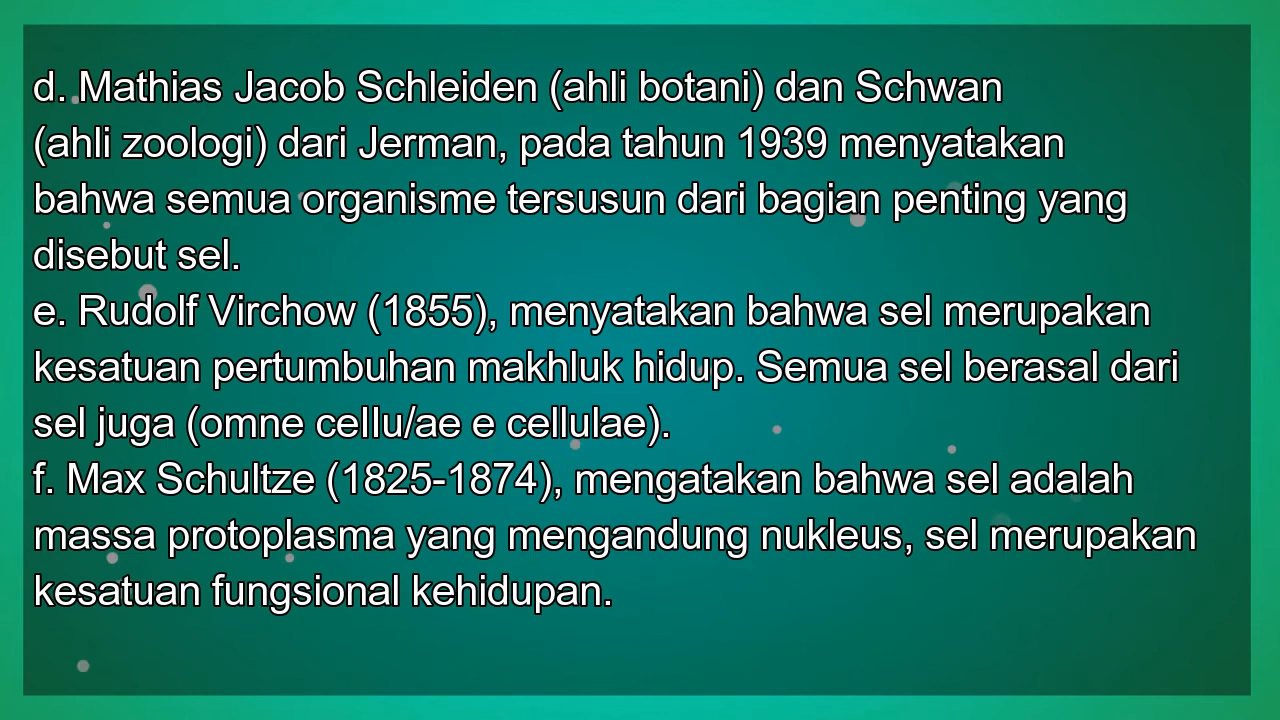 d. Mathias Jacob Schleiden (ahli botani) dan Schwan
(ahli zoologi) dari Jerman, pada tahun 1939 menyatakan
bahwa semua organisme tersusun dari bagian penting yang
disebut sel.
e. Rudolf Virchow (1855), menyatakan bahwa sel merupakan
kesatuan pertumbuhan makhluk hidup. Semua sel berasal dari
sel juga (omne cellu/ae e cellulae).
f. Max Schultze (1825-1874), mengatakan bahwa sel adalah
massa protoplasma yang mengandung nukleus, sel merupakan
kesatuan fungsional kehidupan.